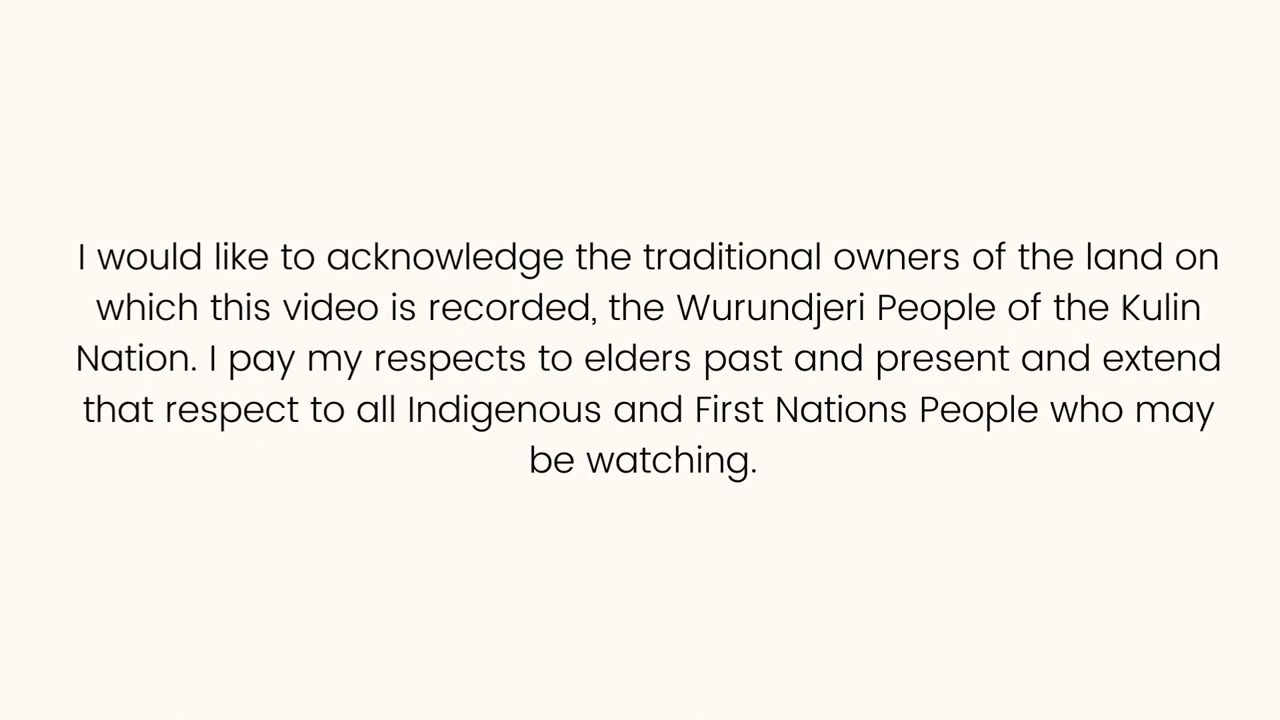 I would like to acknowledge the traditional owners of the land on
which this video is recorded, the Wurundjeri People of the Kulin
Nation. I pay my respects to elders past and present and extend
that respect to all Indigenous and First Nations People who may
be watching.